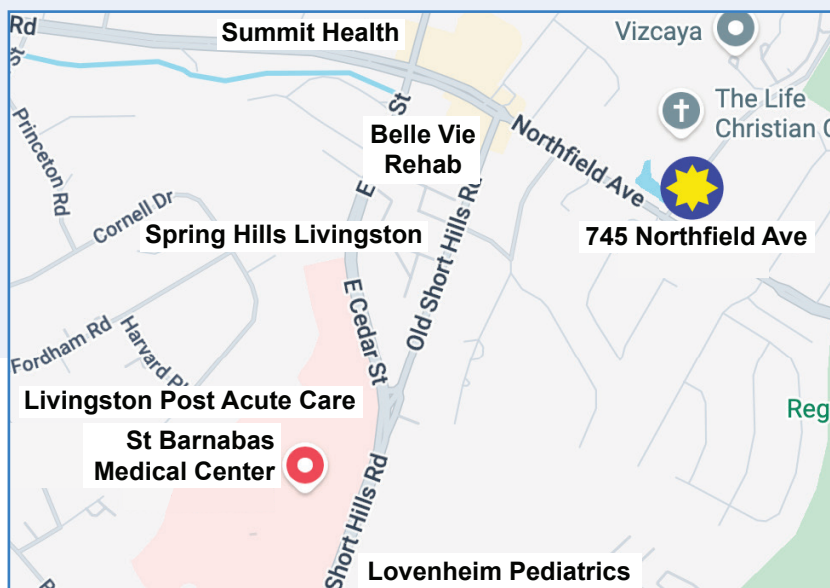 Rd
Summit Health
Vizcaya
St
The Life
Christian C
Princeton Rd
E
St
Belle Vie
Rehab
Northfield Ave
Cornell Dr
Spring Hills Livingston
745 Northfield Ave
Old Short Hills Rd
E Cedar St
Fordham Rd
Harvard Pl
Reg
Livingston Post Acute Care
St Barnabas
Medical Center
Short Hills Rd
Lovenheim Pediatrics